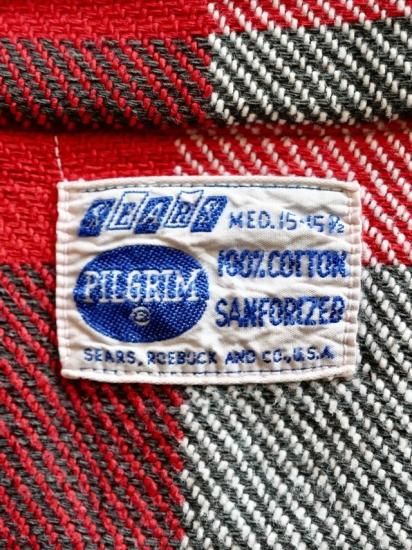 SEARS MED. 15-15½
PILGRIM ® 100% COTTON
SANFORIZED
SEARS, ROEBUCK AND CO., U.S.A.